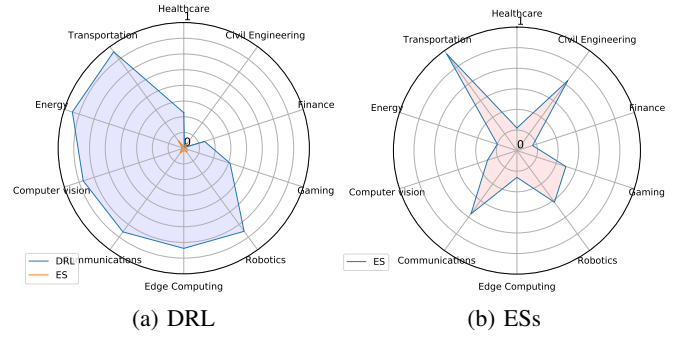 Healthcare
1
Transportation
Civil Engineering
Energy
Finance
0
Computer vision
Gaming
mmunications
Robotics
Edge Computing
DRL
ES
(a) DRL
Healthcare
1
Transportation
Civil Engineering
Energy
Finance
0
Computer vision
Gaming
Communications
Robotics
Edge Computing
ES
(b) ESs